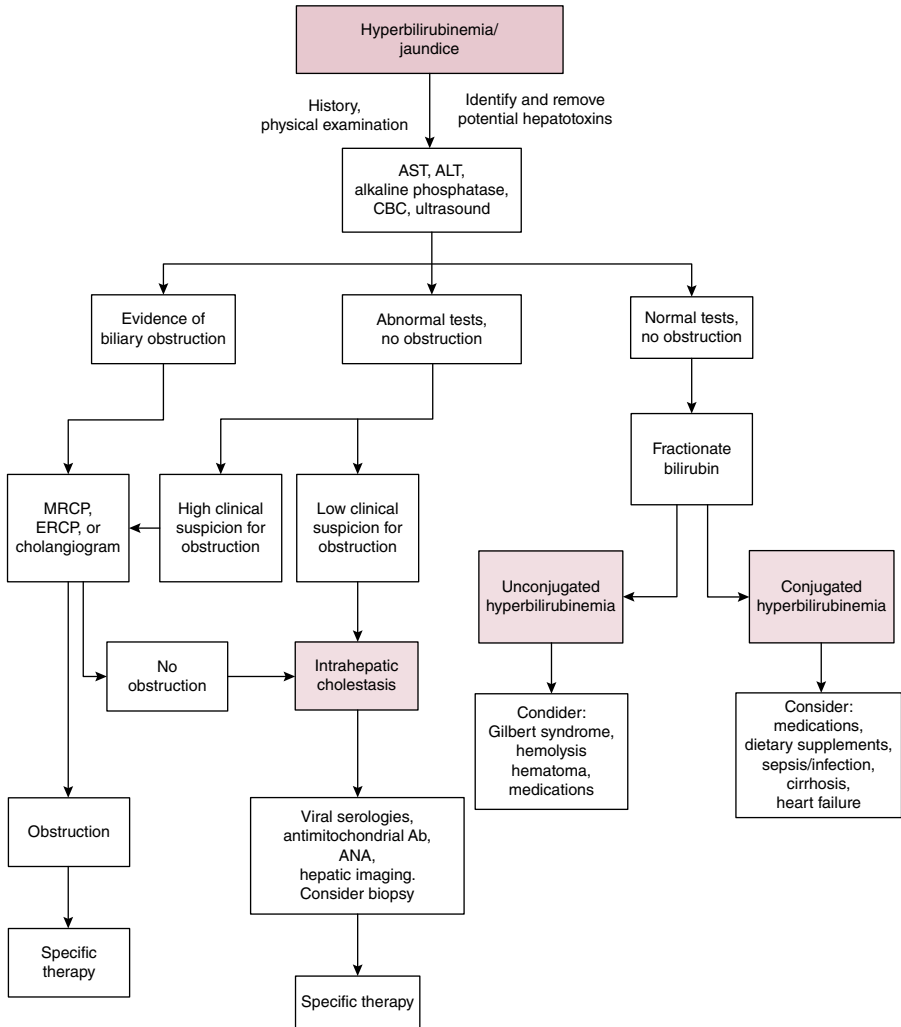 Hyperbilirubinemia/
jaundice
History,
physical examination
Identify and remove
potential hepatotoxins
AST, ALT,
alkaline phosphatase,
CBC, ultrasound
Evidence of
biliary obstruction
Abnormal tests,
no obstruction
Normal tests,
no obstruction
Fractionate
bilirubin
MRCP,
ERCP, or
cholangiogram
High clinical
suspicion for
obstruction
Low clinical
suspicion for
obstruction
Unconjugated
hyperbilirubinemia
Conjugated
hyperbilirubinemia
No
obstruction
Intrahepatic
cholestasis
Condider:
Gilbert syndrome,
hemolysis
hematoma,
medications
Consider:
medications,
dietary supplements,
sepsis/infection,
cirrhosis,
heart failure
Obstruction
Viral serologies,
antimitochondrial Ab,
ANA,
hepatic imaging.
Consider biopsy
Specific
therapy
Specific therapy